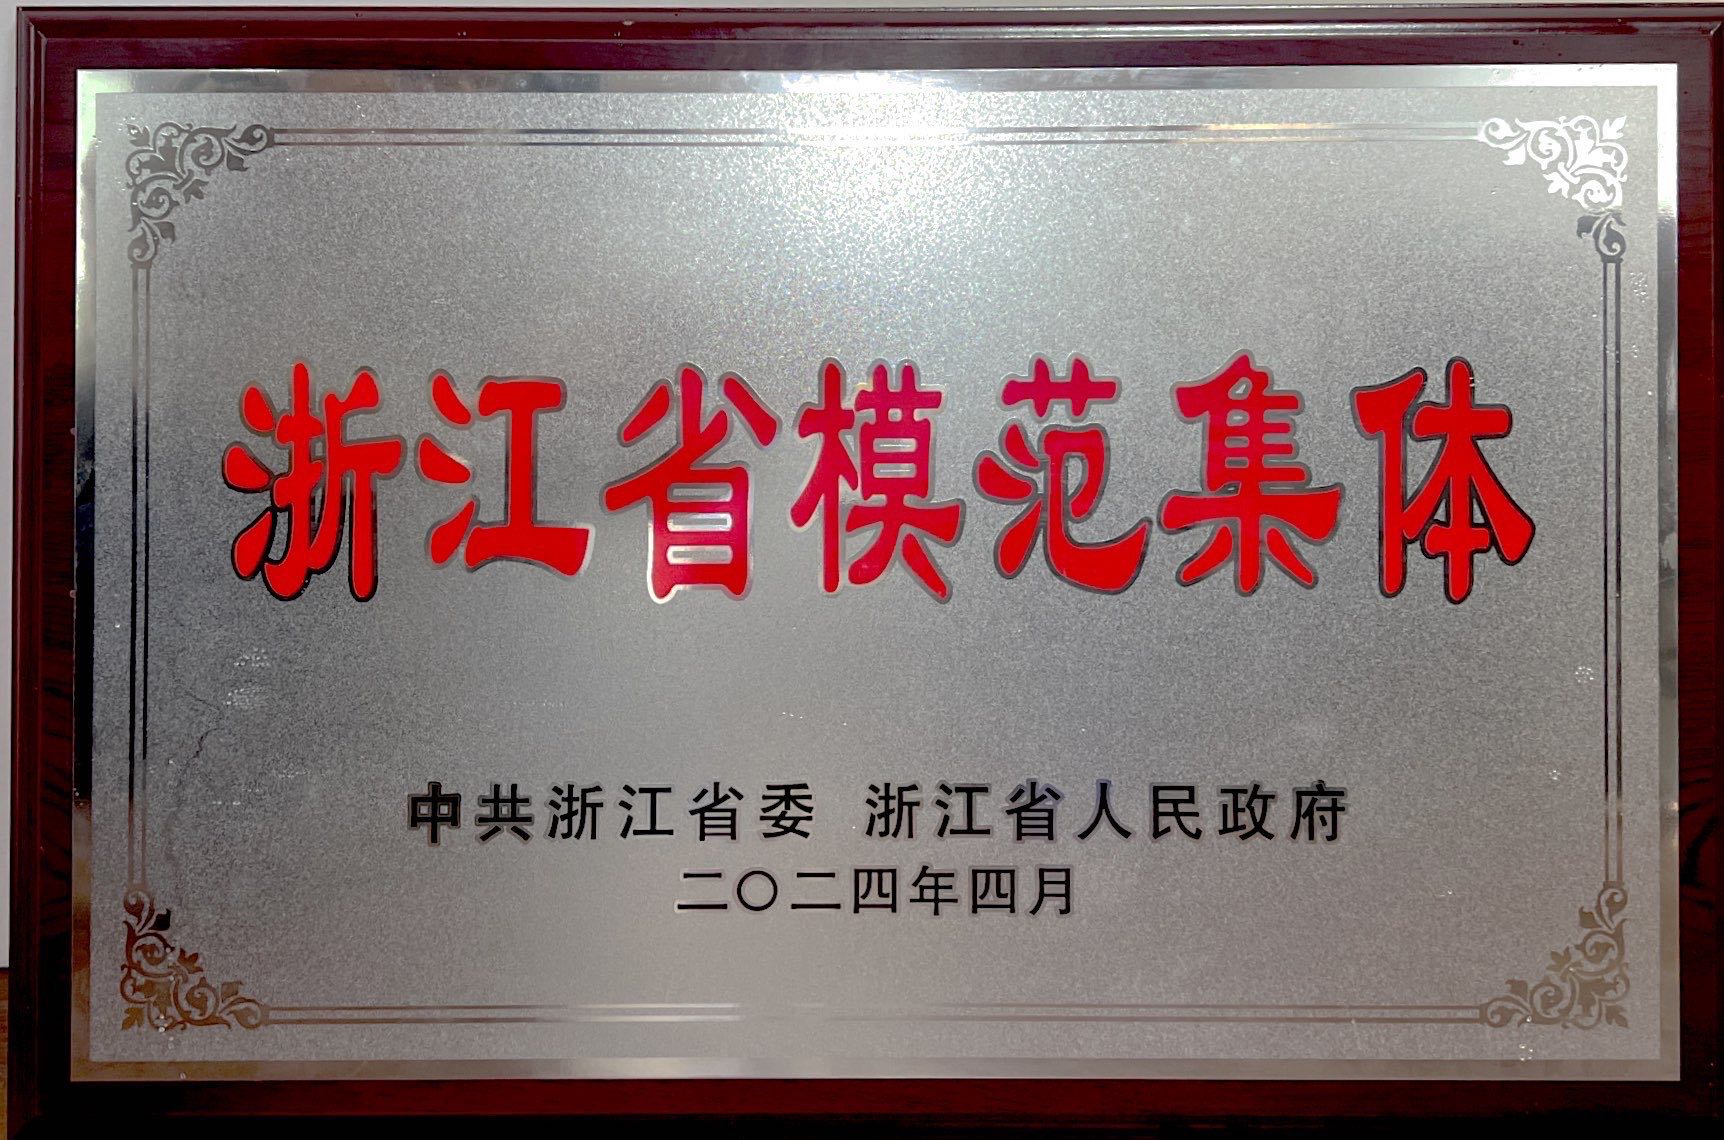 浙江省模范集体
中共浙江省委 浙江省人民政府
二〇二四年四月